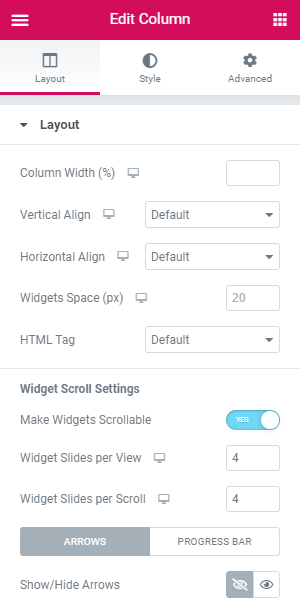 Edit Column
Layout Style Advanced
Layout
Column Width (%)
Vertical Align Default
Horizontal Align Default
Widgets Space (px) 20
HTML Tag Default
Widget Scroll Settings
Make Widgets Scrollable YES
Widget Slides per View 4
Widget Slides per Scroll 4
ARROWS PROGRESS BAR
Show/Hide Arrows